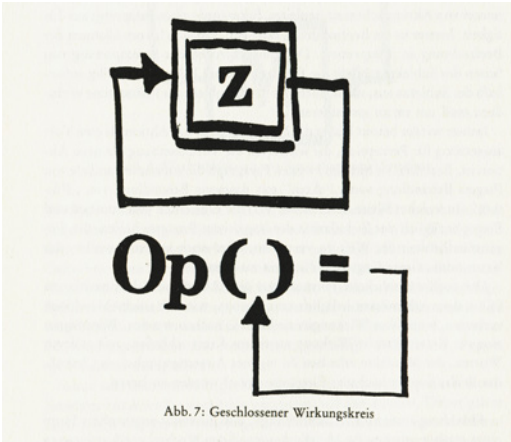 Z
Op( ) =
Abb. 7: Geschlossener Wirkungskreis